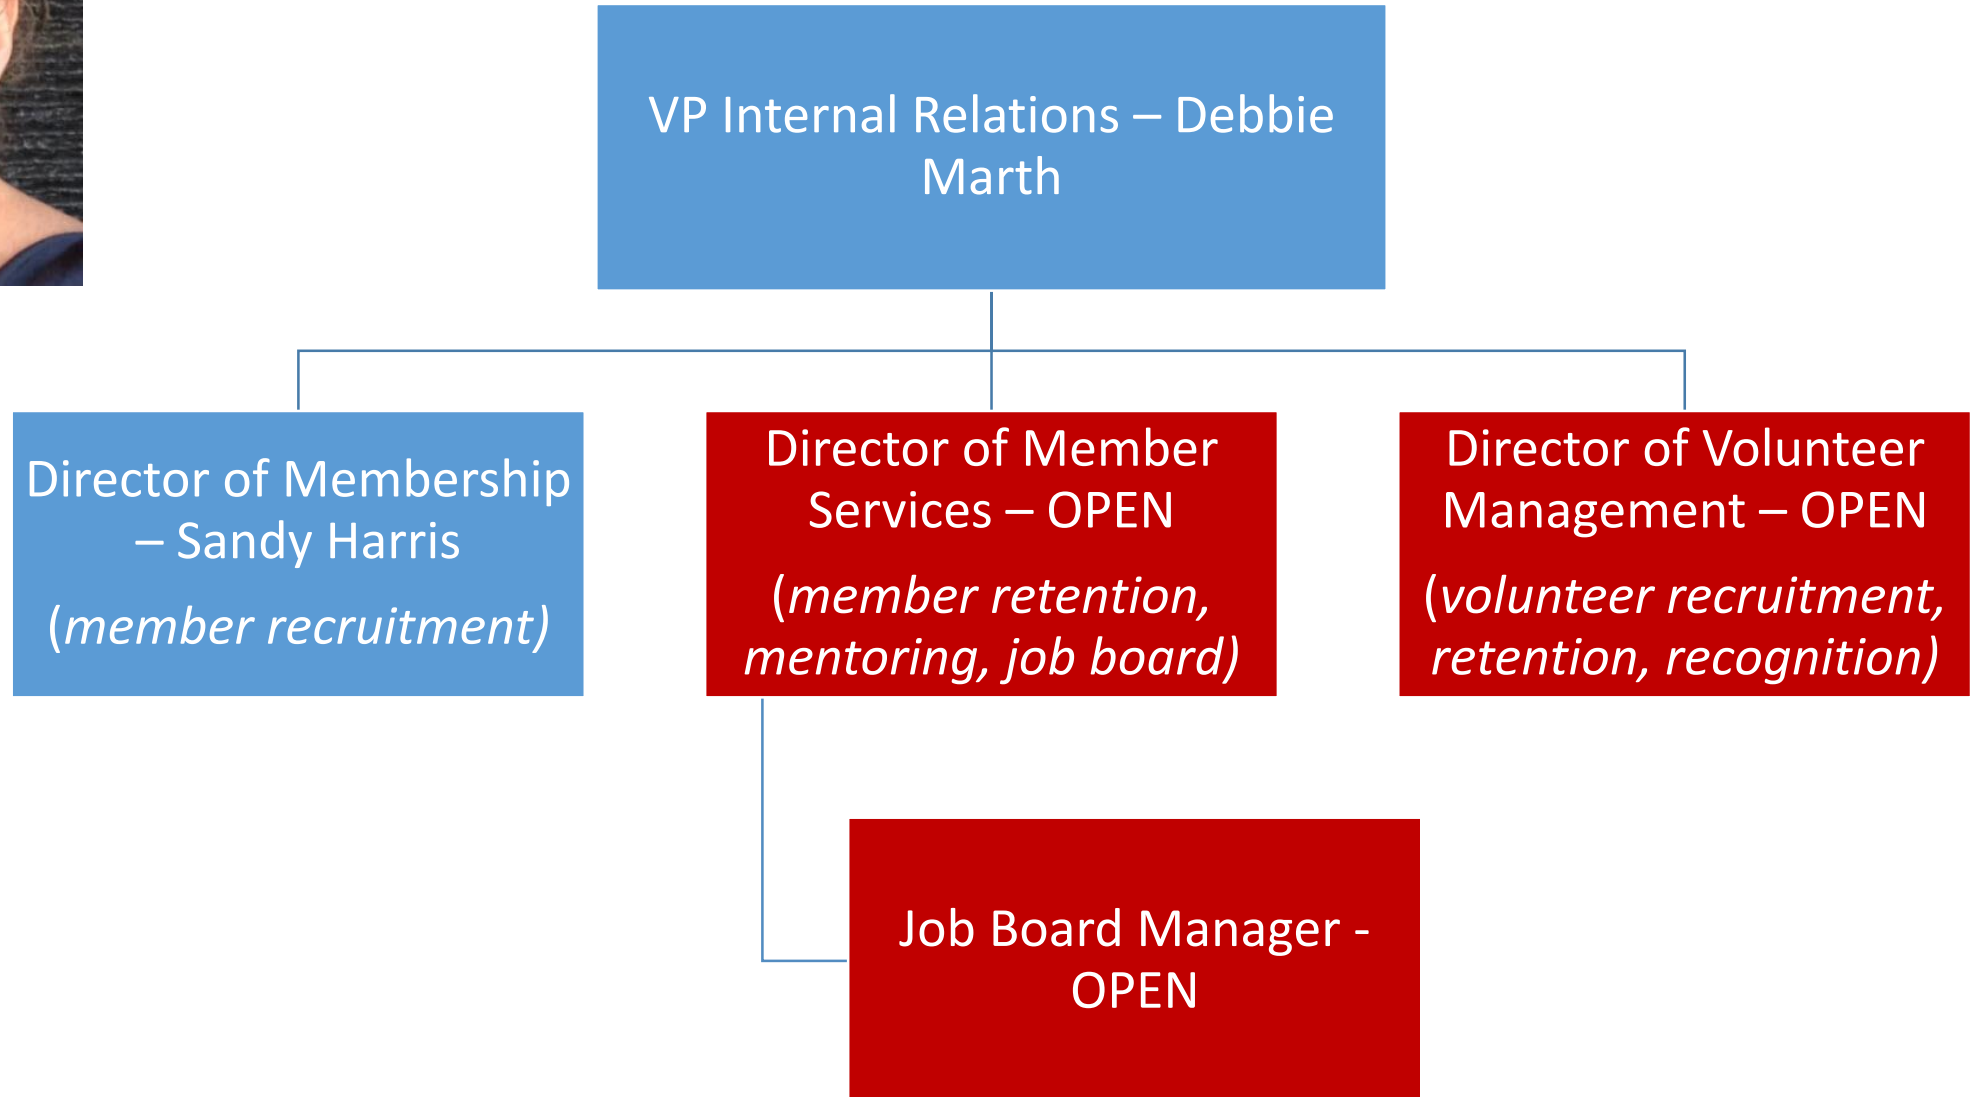 VP Internal Relations – Debbie
Marth
Director of Membership
– Sandy Harris
(member recruitment)
Director of Member
Services – OPEN
(member retention,
mentoring, job board)
Director of Volunteer
Management – OPEN
(volunteer recruitment,
retention, recognition)
Job Board Manager -
OPEN